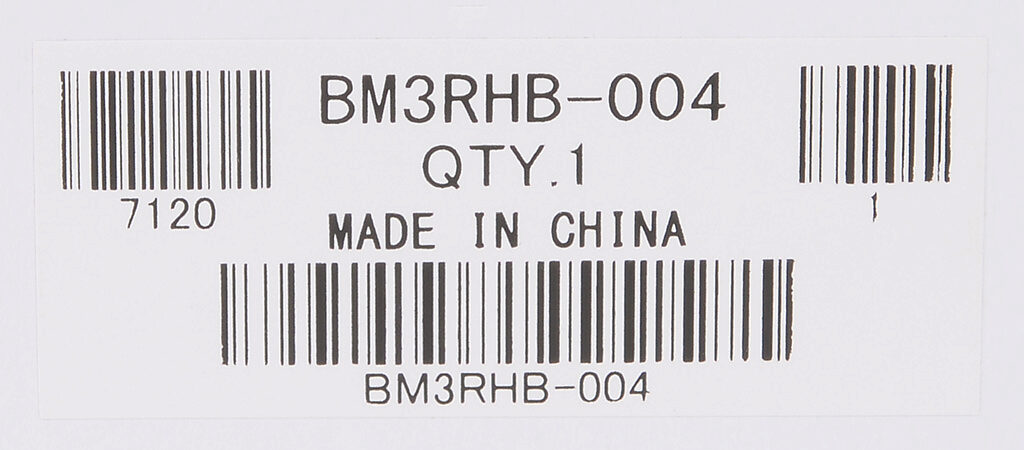 BM3RHB-004
QTY.1
7120
1
MADE IN CHINA
BM3RHB-004